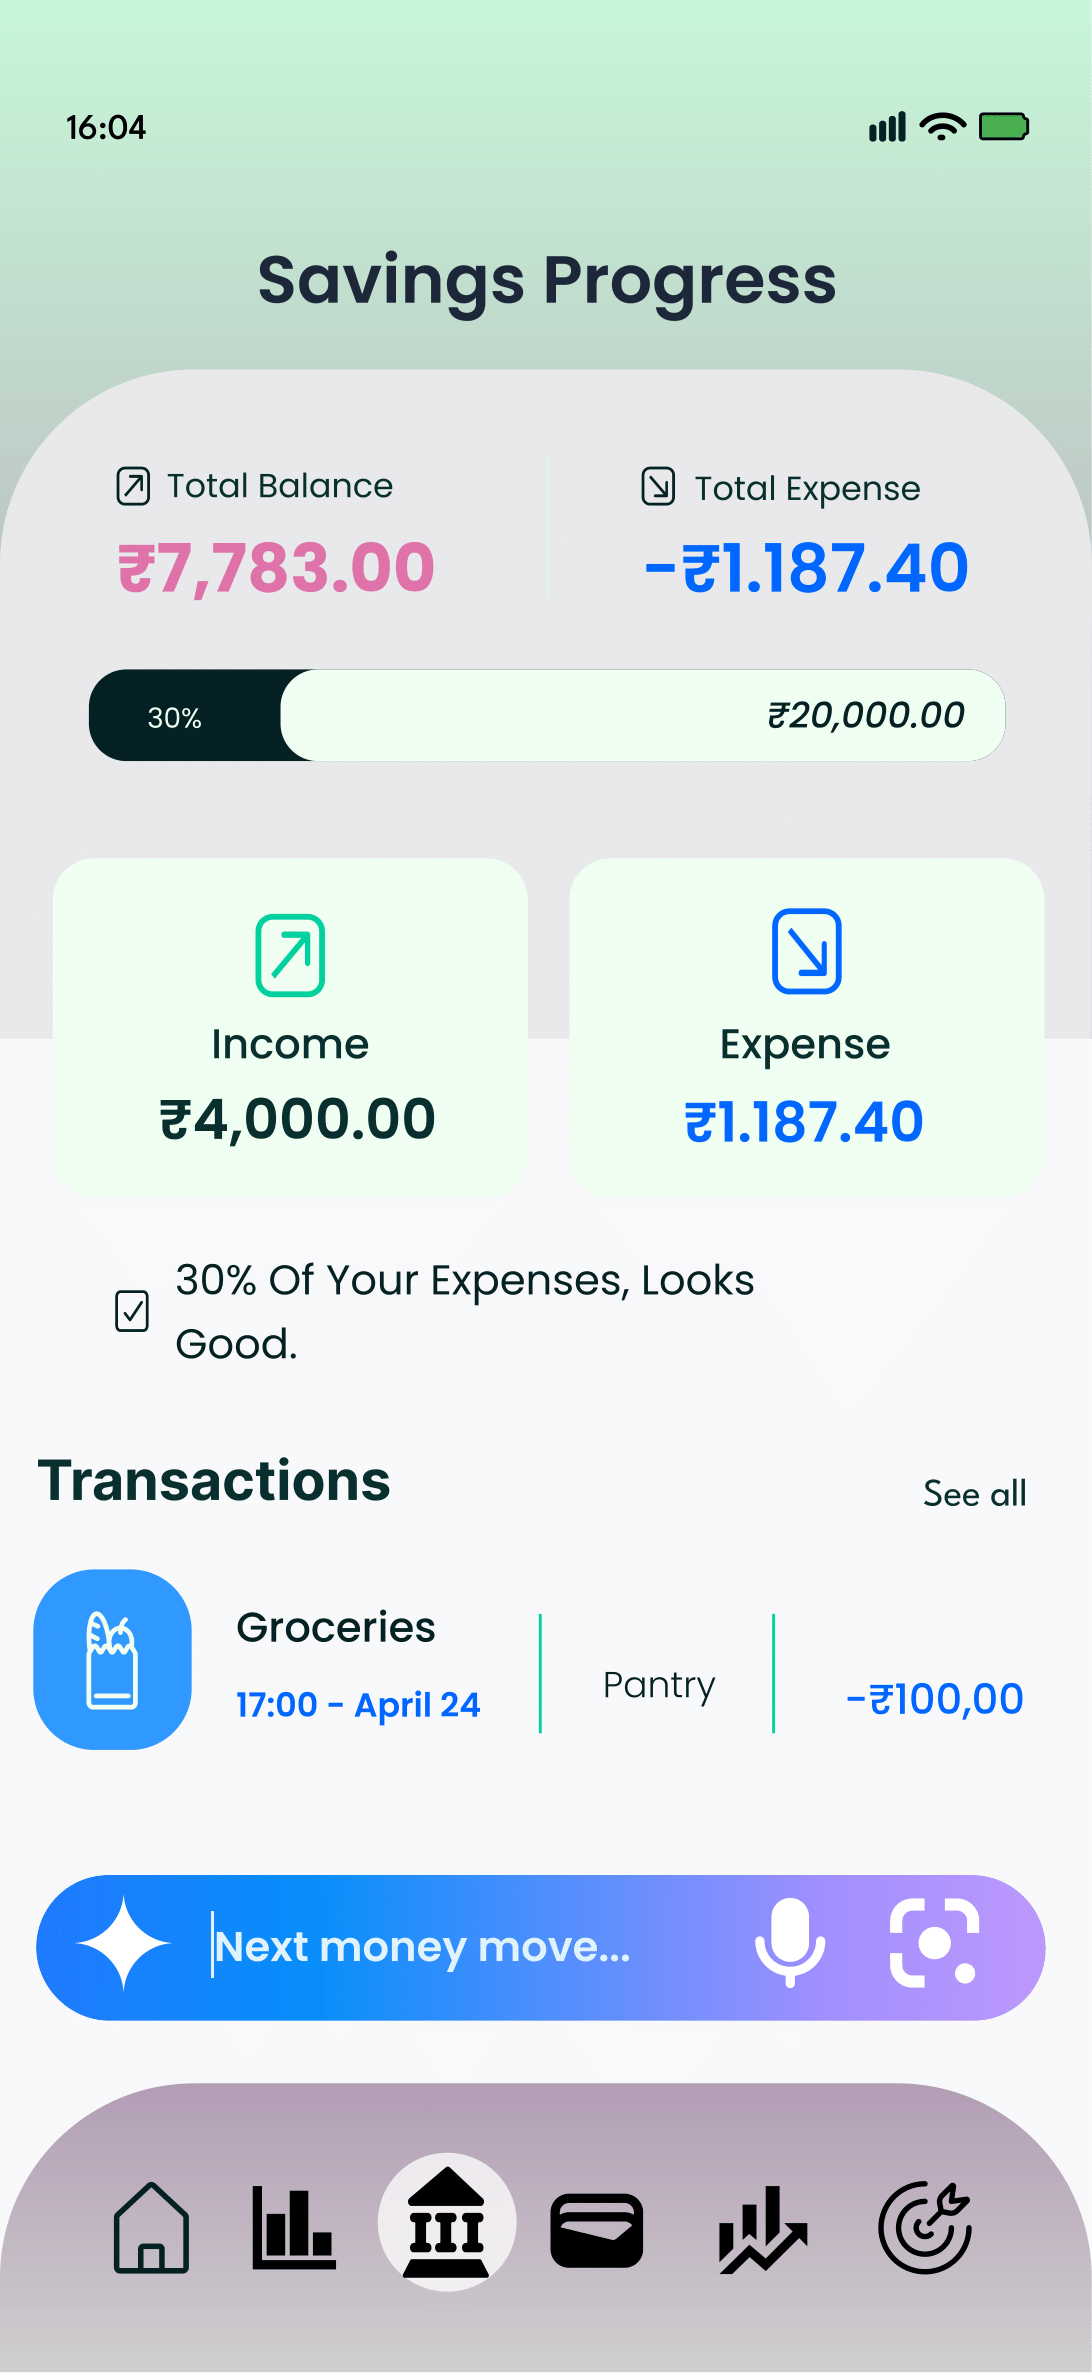 16:04
Savings Progress
Total Balance
Total Expense
₹7,783.00
-₹1.187.40
30%
₹20,000.00
Income
₹4,000.00
Expense
₹1.187.40
30% Of Your Expenses, Looks
Good.
Transactions
See all
Groceries
17:00 - April 24
Pantry
-₹100,00
Next money move...